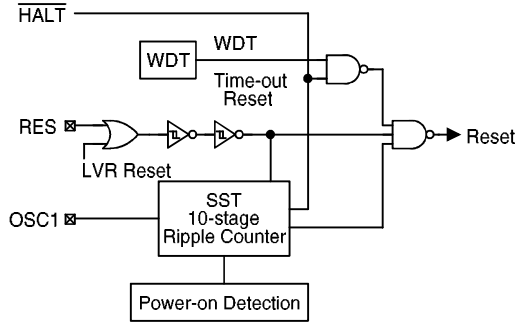 HALT
WDT
WDT
Time-out
Reset
RES
Reset
LVR Reset
SST
10-stage
Ripple Counter
OSC1
Power-on Detection